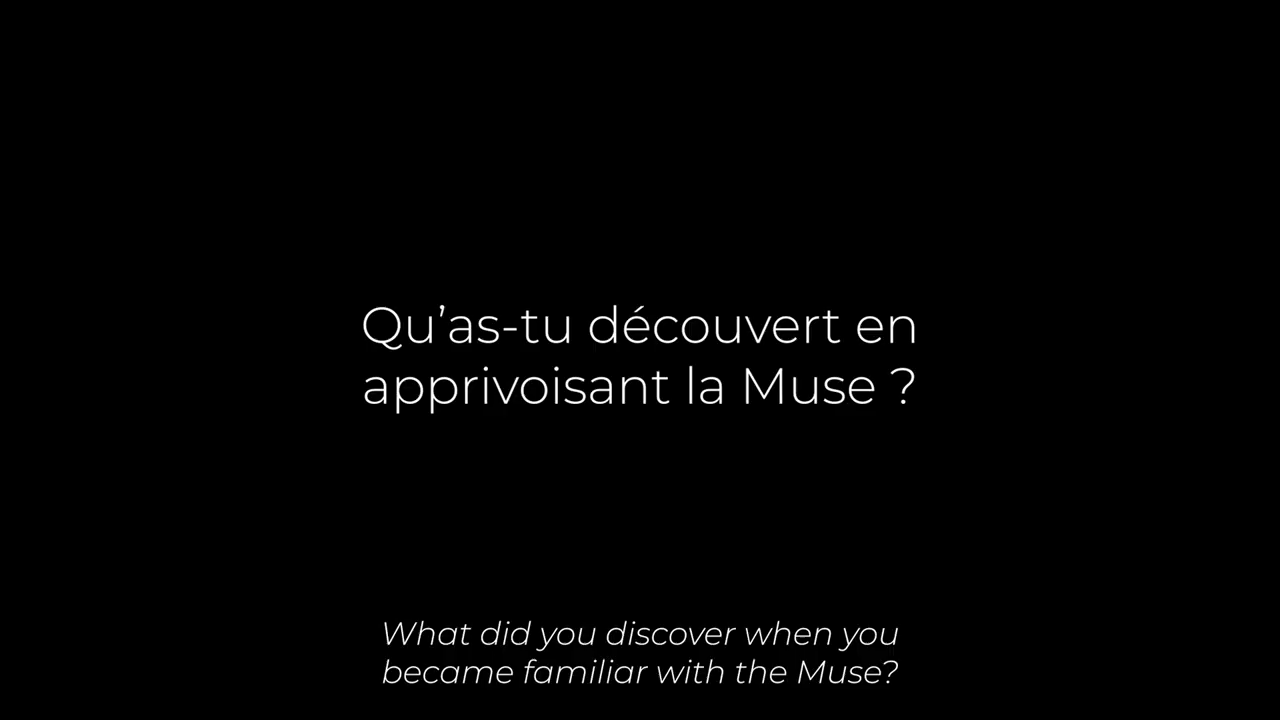 Qu’as-tu découvert en
apprivoisant la Muse ?
What did you discover when you
became familiar with the Muse?